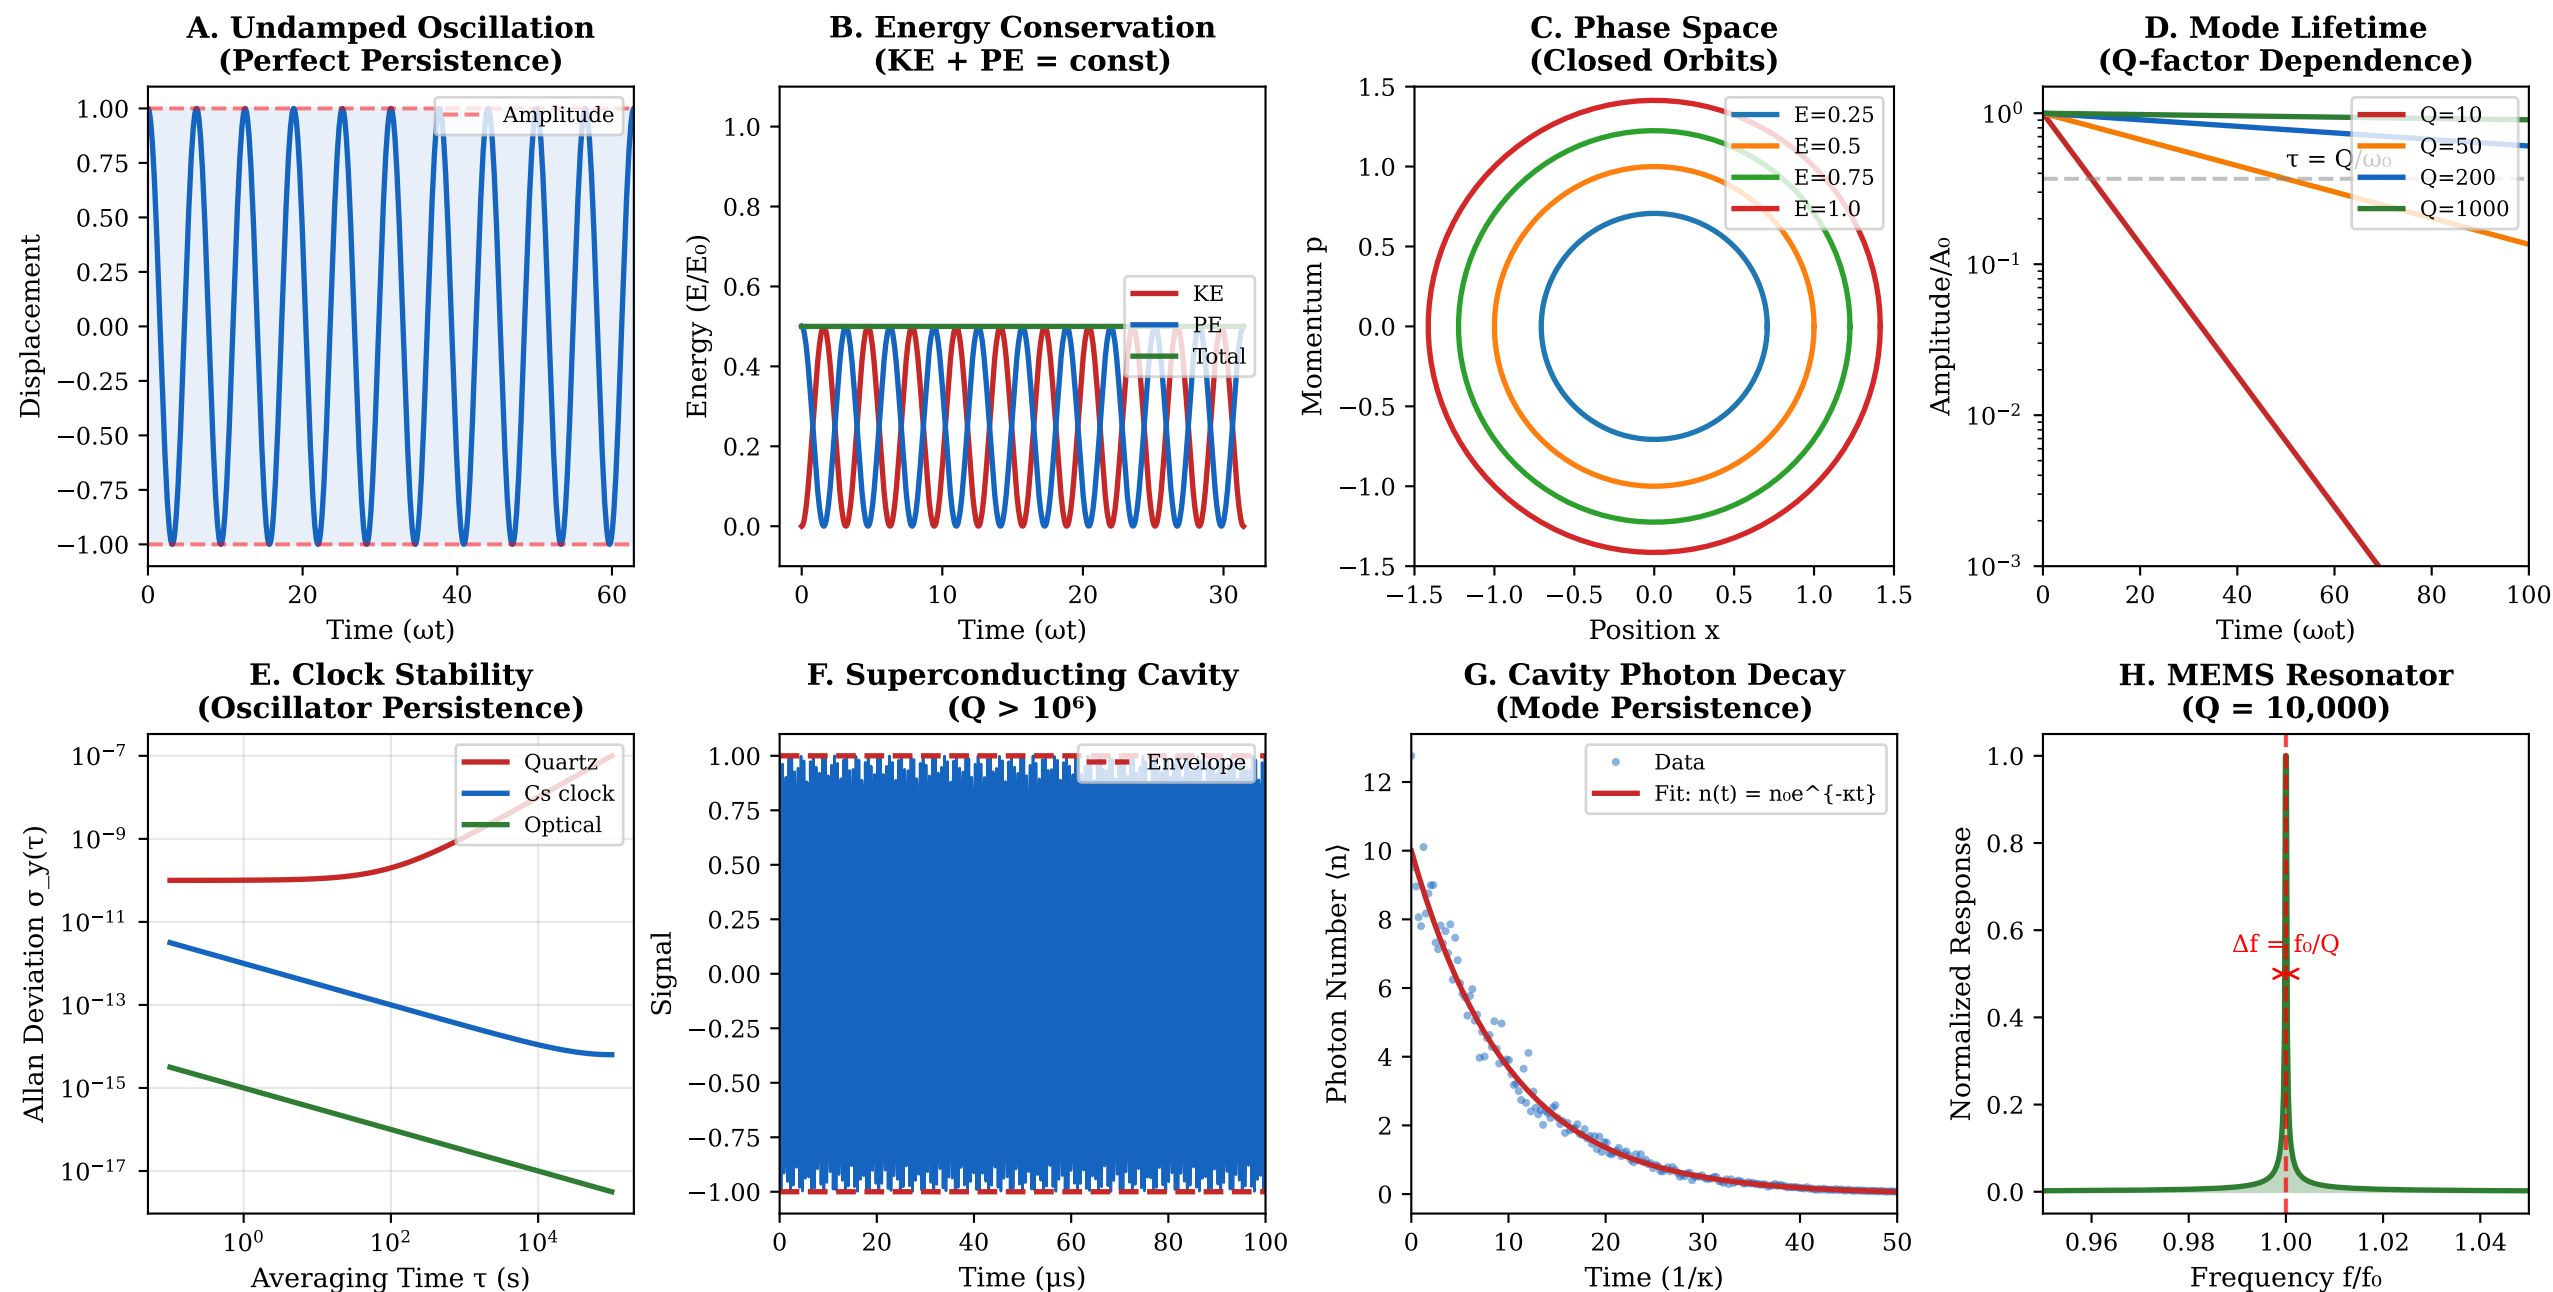 A. Undamped Oscillation
(Perfect Persistence)
Amplitude
1.00
0.75
0.50
0.25
0.00
−0.25
−0.50
−0.75
−1.00
Displacement
0 20 40 60
Time (ωt)
B. Energy Conservation
(KE + PE = const)
1.0
0.8
0.6
0.4
0.2
0.0
Energy (E/E₀)
KE
PE
Total
0 10 20 30
Time (ωt)
C. Phase Space
(Closed Orbits)
1.5
1.0
0.5
0.0
−0.5
−1.0
−1.5
Momentum p
E=0.25
E=0.5
E=0.75
E=1.0
−1.5 −1.0 −0.5 0.0 0.5 1.0 1.5
Position x
D. Mode Lifetime
(Q-factor Dependence)
10⁰
10⁻¹
10⁻²
10⁻³
Amplitude/A₀
τ = Q/ω₀
Q=10
Q=50
Q=200
Q=1000
0 20 40 60 80 100
Time (ω₀t)
E. Clock Stability
(Oscillator Persistence)
10⁻⁷
10⁻⁹
10⁻¹¹
10⁻¹³
10⁻¹⁵
10⁻¹⁷
Allan Deviation σ_y(τ)
Quartz
Cs clock
Optical
10⁰ 10² 10⁴
Averaging Time τ (s)
F. Superconducting Cavity
(Q > 10⁶)
1.00
0.75
0.50
0.25
0.00
−0.25
−0.50
−0.75
−1.00
Signal
Envelope
0 20 40 60 80 100
Time (μs)
G. Cavity Photon Decay
(Mode Persistence)
12
10
8
6
4
2
0
Photon Number ⟨n⟩
Data
Fit: n(t) = n₀e^{-κt}
0 10 20 30 40 50
Time (1/κ)
H. MEMS Resonator
(Q = 10,000)
1.0
0.8
0.6
0.4
0.2
0.0
Normalized Response
Δf = f₀/Q
0.96 0.98 1.00 1.02 1.04
Frequency f/f₀